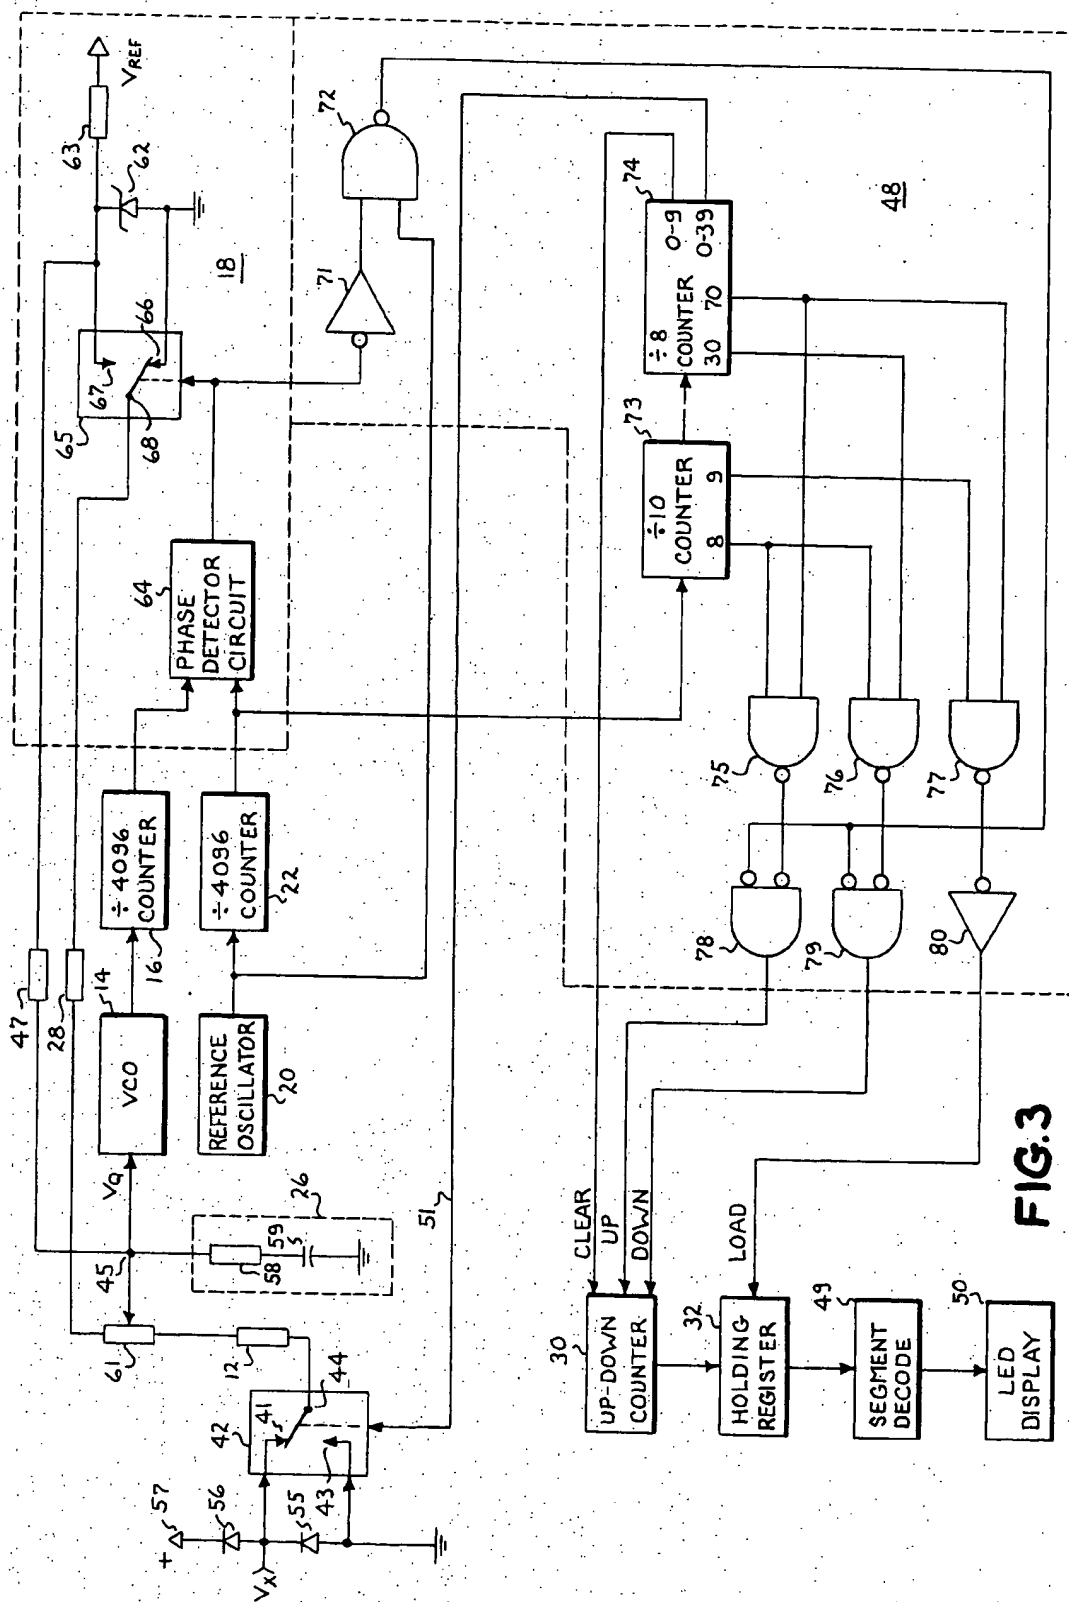 VREF
63
62
18
67
66
65
68
64
PHASE
DETECTOR
CIRCUIT
72
71
74
÷8
COUNTER
0-9
0-39
30
70
48
73
÷10
COUNTER
8
9
47
28
14
VCO
16
÷4096
COUNTER
÷4096
COUNTER
22
REFERENCE
OSCILLATOR
20
Va
45
26
59
58
51
61
12
44
41
42
43
57
+
56
55
VX
75
76
77
78
79
80
CLEAR
UP
DOWN
LOAD
30
UP-DOWN
COUNTER
32
HOLDING
REGISTER
49
SEGMENT
DECODE
50
LED
DISPLAY
FIG.3